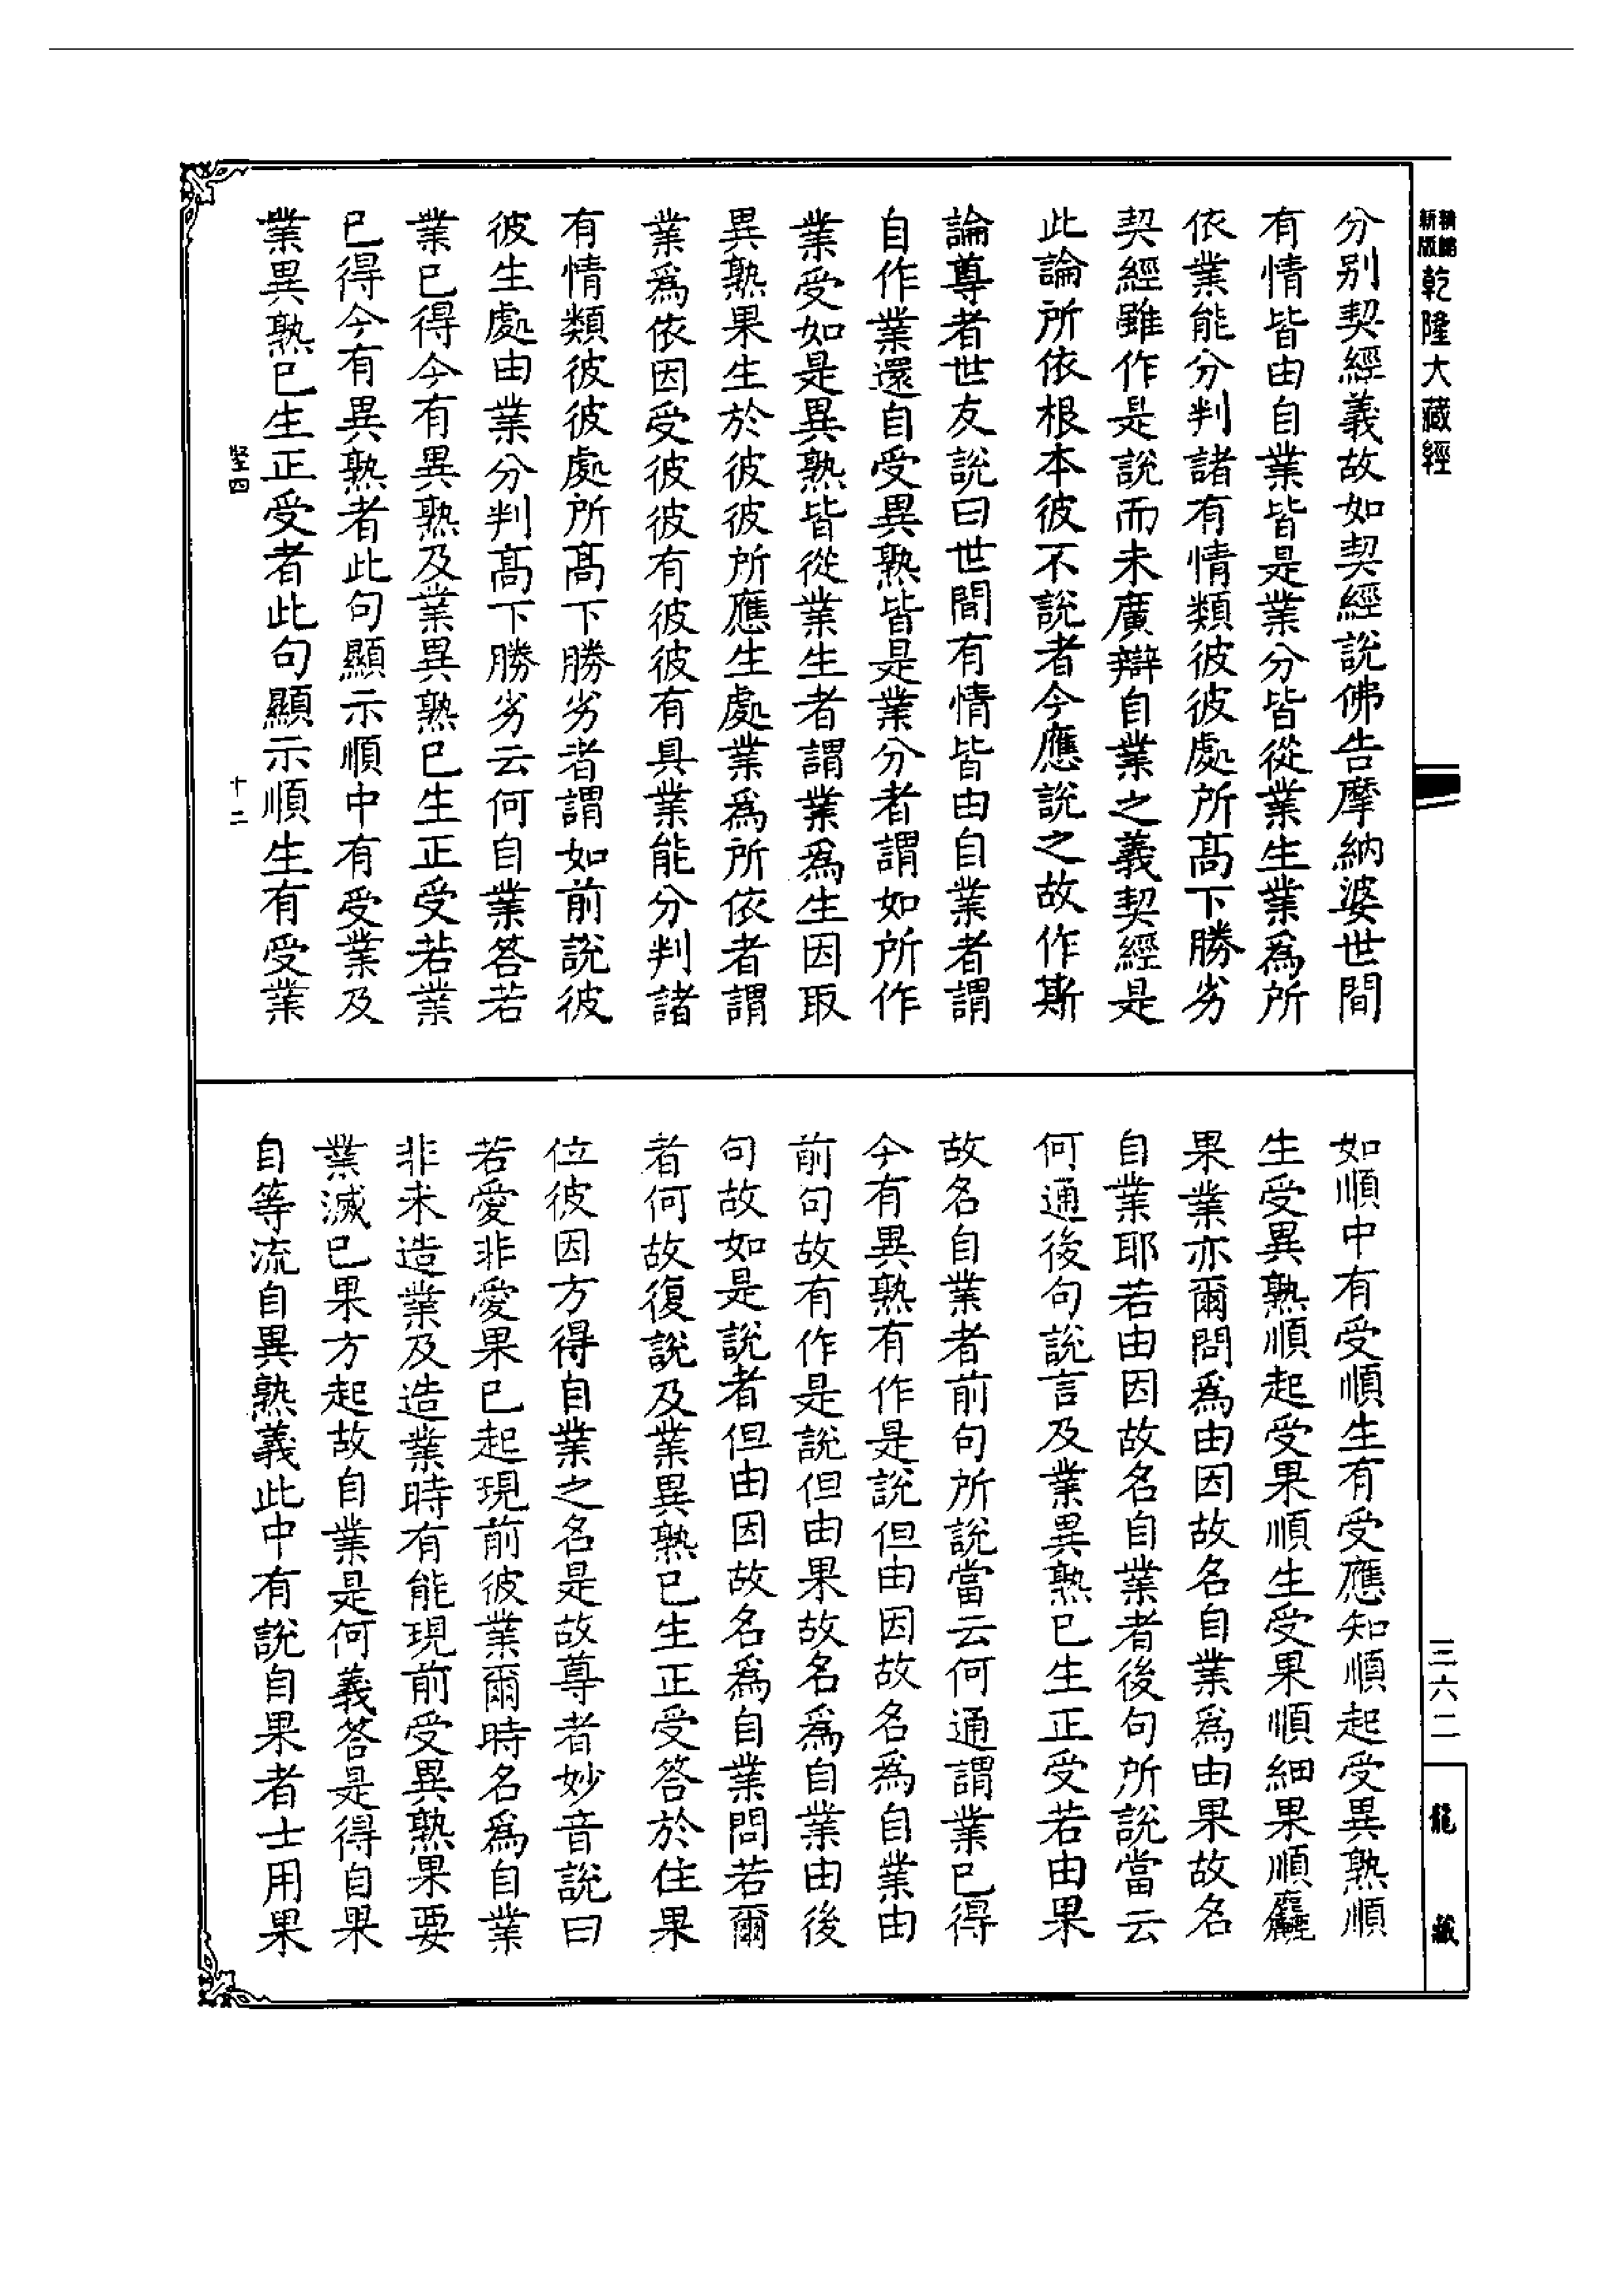 新編
新版
乾隆大藏經
分别契經義故如契經說佛告摩納婆世間
有情皆由自業皆是業分皆從業生業爲所
依業能分判諸有情類彼彼處所髙下勝劣
契經雖作是說而未廣辯自業之義契經是
此論所依根本彼不說者今應說之故作斯
論尊者世友說曰世間有情皆由自業者謂
自作業還自受異熟皆是業分者謂如所作
業受如是異熟皆從業生者謂業爲生因取
異熟果生於彼彼所應生處業爲所依者謂
業爲依因受彼彼有彼彼有具業能分判諸
有情類彼彼處所髙下勝劣者謂如前說彼
彼生處由業分判髙下勝劣云何自業答若
業已得今有異熟及業異熟已生正受若業
已得今有異熟者此句顯示順中有受業及
業異熟已生正受者此句顯示順生有受業
堅四
十二
如順中有受順生有受應知順起受異熟順
生受異熟順起受果順生受果順細果順麤
果業亦爾問爲由因故名自業爲由果故名
自業耶若由因故名自業者後句所說當云
何通後句說言及業異熟已生正受若由果
故名自業者前句所說當云何通謂業已得
今有異熟有作是說但由因故名爲自業由
前句故有作是說但由果故名爲自業由後
句故如是說者但由因故名爲自業問若爾
者何故復說及業異熟已生正受答於住果
位彼因方得自業之名是故尊者妙音說曰
若愛非愛果已起現前彼業爾時名爲自業
非未造業及造業時有能現前受異熟果要
業滅已果方起故自業是何義答是得自果
自等流自異熟義此中有說自果者士用果
三六二
龍
藏